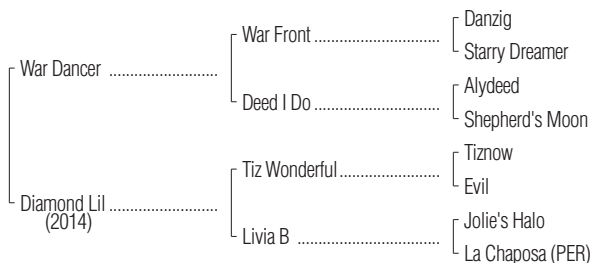 War Dancer
Diamond Lil
(2014)
War Front
Deed I Do
Tiz Wonderful
Livia B
Danzig
Starry Dreamer
Alydeed
Shepherd's Moon
Tiznow
Evil
Jolie's Halo
La Chaposa (PER)